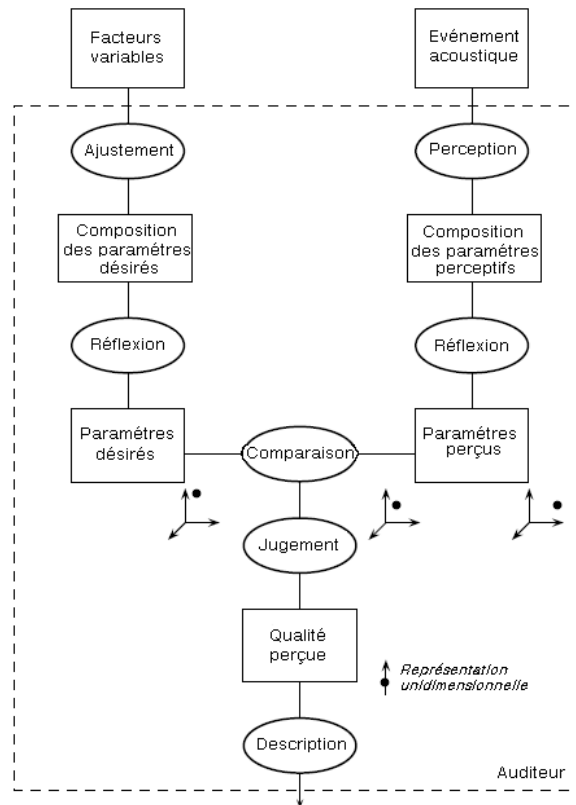 Facteurs
variables
Evénement
acoustique
Ajustement
Perception
Composition
des paramétres
désirés
Composition
des paramétres
perceptifs
Réflexion
Réflexion
Paramétres
désirés
Comparaison
Paramétres
perçus
Jugement
Qualité
perçue
Représentation
unidimensionnelle
Description
Auditeur